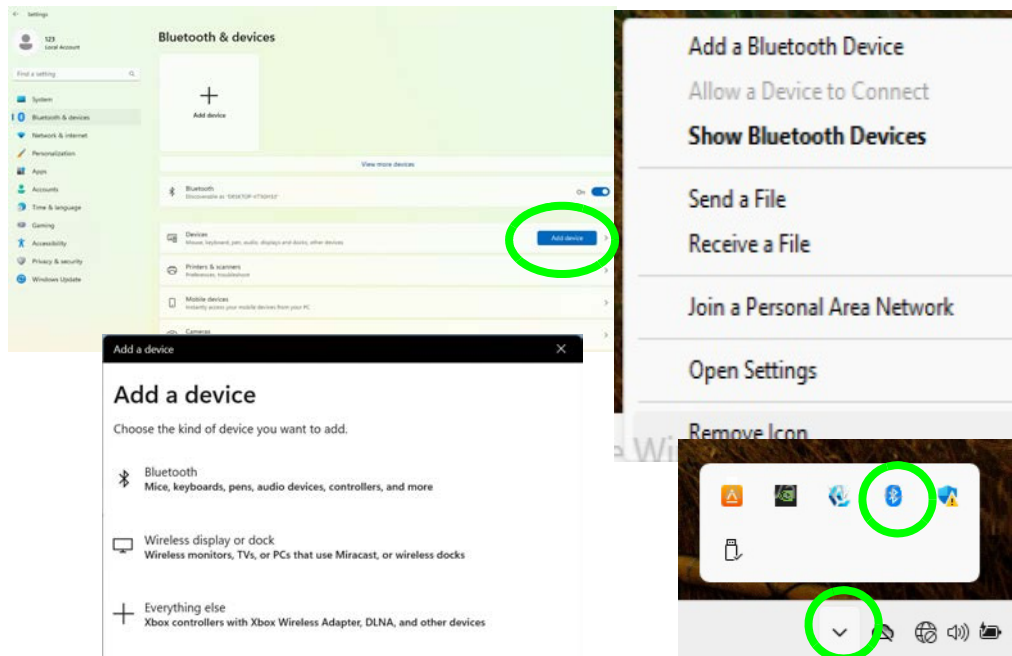 Settings
123
Local Account
Find a setting
System
Bluetooth & devices
Network & internet
Personalization
Apps
Accounts
Time & language
Gaming
Accessibility
Privacy & security
Windows Update
Bluetooth & devices
Add device
View more devices
Bluetooth
Discoverable as
On
Devices
Mouse, keyboard, pen, audio, displays and docks, other devices
Add device
Printers & scanners
Preferences, troubleshoot
Mobile devices
Instantly access your mobile devices from your PC
Cameras
Add a Bluetooth Device
Allow a Device to Connect
Show Bluetooth Devices
Send a File
Receive a File
Join a Personal Area Network
Open Settings
Remove Icon
Add a device
Add a device
Choose the kind of device you want to add.
Bluetooth
Mice, keyboards, pens, audio devices, controllers, and more
Wireless display or dock
Wireless monitors, TVs, or PCs that use Miracast, or wireless docks
Everything else
Xbox controllers with Xbox Wireless Adapter, DLNA, and other devices